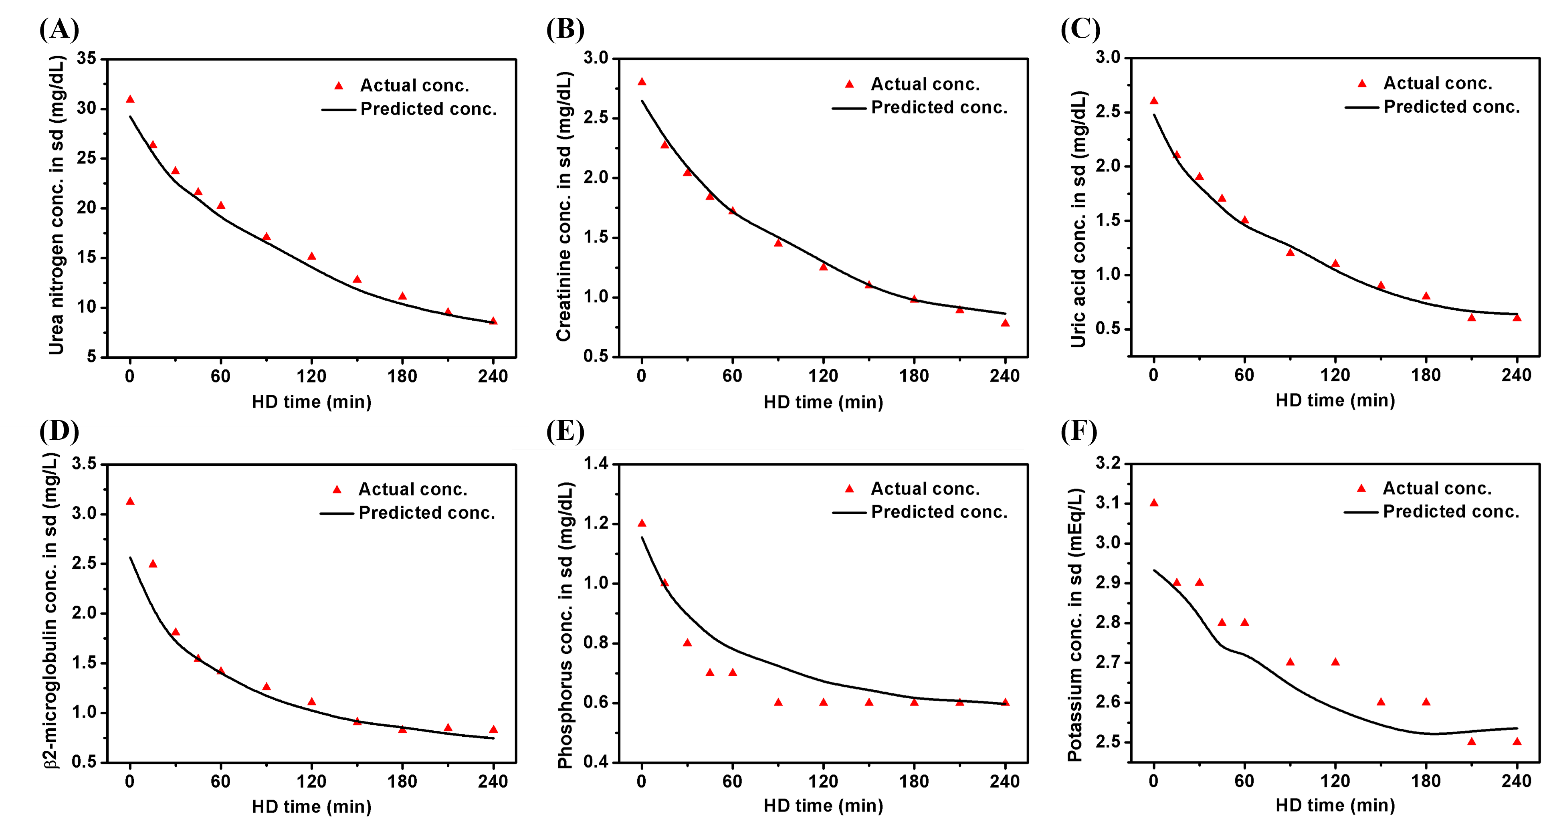 (A)
Urea nitrogen conc. in sd (mg/dL)
35
30
25
20
15
10
5
Actual conc.
Predicted conc.
0 60 120 180 240
HD time (min)
(B)
Creatinine conc. in sd (mg/dL)
3.0
2.5
2.0
1.5
1.0
0.5
Actual conc.
Predicted conc.
0 60 120 180 240
HD time (min)
(C)
Uric acid conc. in sd (mg/dL)
3.0
2.5
2.0
1.5
1.0
0.5
Actual conc.
Predicted conc.
0 60 120 180 240
HD time (min)
(D)
β2-microglobulin conc. in sd (mg/L)
3.5
3.0
2.5
2.0
1.5
1.0
0.5
Actual conc.
Predicted conc.
0 60 120 180 240
HD time (min)
(E)
Phosphorus conc. in sd (mg/dL)
1.4
1.2
1.0
0.8
0.6
0.4
Actual conc.
Predicted conc.
0 60 120 180 240
HD time (min)
(F)
Potassium conc. in sd (mEq/L)
3.2
3.1
3.0
2.9
2.8
2.7
2.6
2.5
Actual conc.
Predicted conc.
0 60 120 180 240
HD time (min)